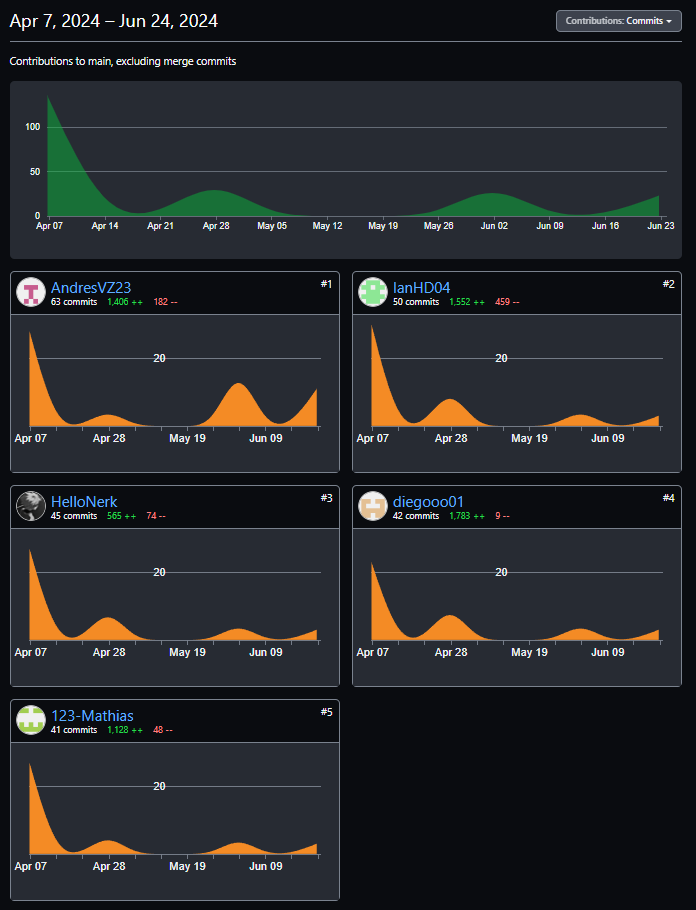 Apr 7, 2024 – Jun 24, 2024
Contributions: Commits
Contributions to main, excluding merge commits
100
50
0
Apr 07 Apr 14 Apr 21 Apr 28 May 05 May 12 May 19 May 26 Jun 02 Jun 09 Jun 16 Jun 23
AndresVZ23 #1
63 commits 1,406 ++ 182 --
20
Apr 07 Apr 28 May 19 Jun 09
IanHD04 #2
50 commits 1,552 ++ 459 --
20
Apr 07 Apr 28 May 19 Jun 09
HelloNerk #3
45 commits 565 ++ 74 --
20
Apr 07 Apr 28 May 19 Jun 09
diegooo01 #4
42 commits 1,783 ++ 9 --
20
Apr 07 Apr 28 May 19 Jun 09
123-Mathias #5
41 commits 1,128 ++ 48 --
20
Apr 07 Apr 28 May 19 Jun 09